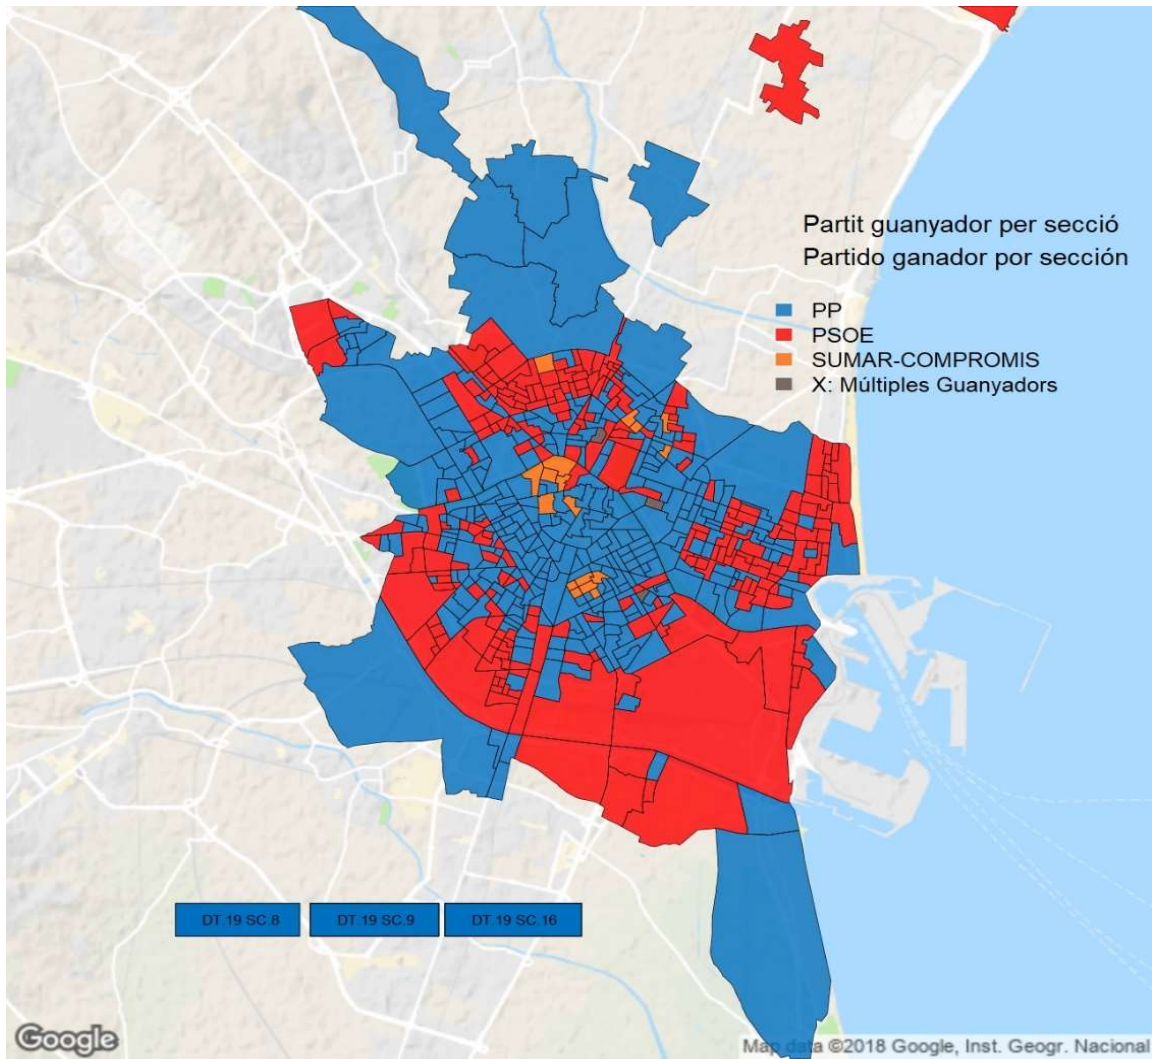 Partit guanyador per secció
Partido ganador por sección
PP
PSOE
SUMAR-COMPROMIS
X: Múltiples Guanyadors
DT.19 SC.8
DT.19 SC.9
DT.19 SC.16
Google
Map data ©2018 Google, Inst. Geogr. Nacional